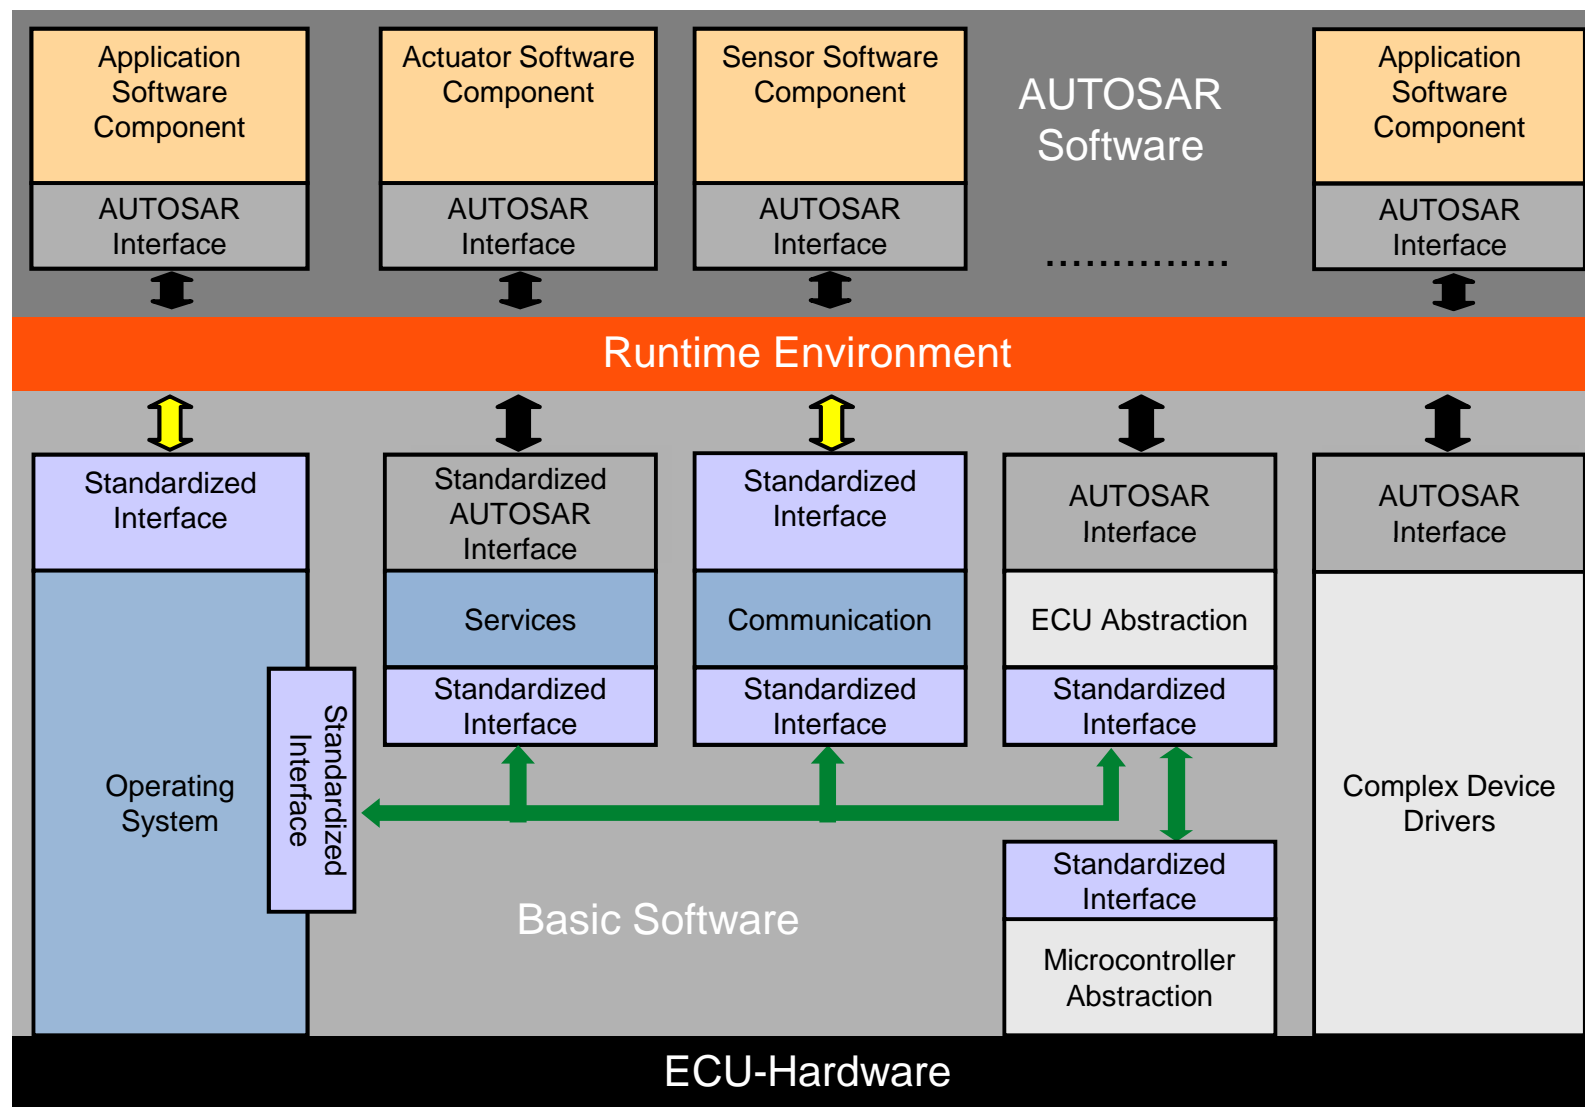 Application
Software
Component
AUTOSAR
Interface
Actuator Software
Component
AUTOSAR
Interface
Sensor Software
Component
AUTOSAR
Interface
AUTOSAR
Software
..............
Application
Software
Component
AUTOSAR
Interface
Runtime Environment
Standardized
Interface
Operating
System
Standardized
Interface
Standardized
AUTOSAR
Interface
Services
Standardized
Interface
Standardized
Interface
Communication
Standardized
Interface
AUTOSAR
Interface
ECU Abstraction
Standardized
Interface
Standardized
Interface
Microcontroller
Abstraction
AUTOSAR
Interface
Complex Device
Drivers
Basic Software
ECU-Hardware